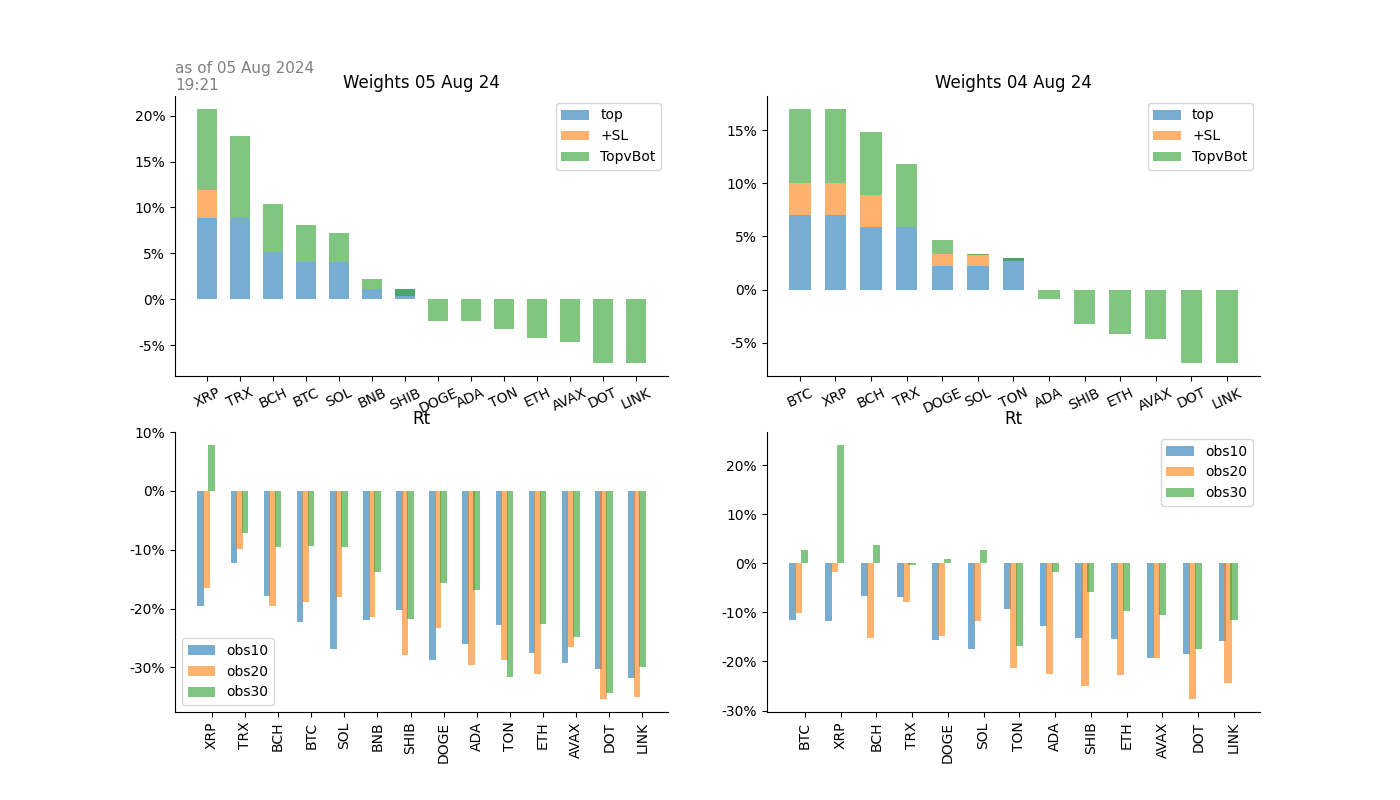 as of 05 Aug 2024
19:21
Weights 05 Aug 24
20%
15%
10%
5%
0%
-5%
top
+SL
TopvBot
XRP TRX BCH BTC SOL BNB SHIB DOGE ADA TON ETH AVAX DOT LINK
Weights 04 Aug 24
15%
10%
5%
0%
-5%
top
+SL
TopvBot
BTC XRP BCH TRX DOGE SOL TON ADA SHIB ETH AVAX DOT LINK
Rt
10%
0%
-10%
-20%
-30%
obs10
obs20
obs30
XRP TRX BCH BTC SOL BNB SHIB DOGE ADA TON ETH AVAX DOT LINK
Rt
20%
10%
0%
-10%
-20%
-30%
obs10
obs20
obs30
BTC XRP BCH TRX DOGE SOL TON ADA SHIB ETH AVAX DOT LINK